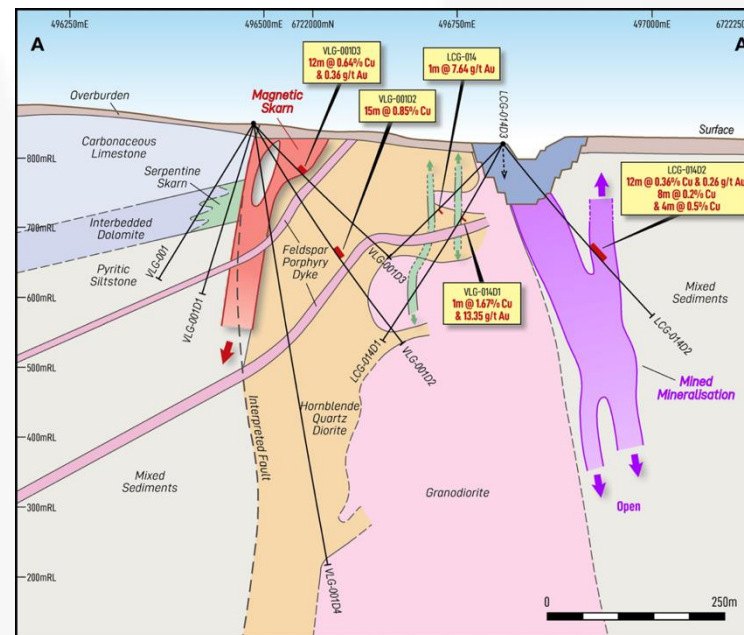 496250mE
496500mE
6722000mN
496750mE
497000mE
6722250
A
A
VLG-001D3
12m @ 0.64% Cu
& 0.36 g/t Au
LCG-014
1m @ 7.64 g/t Au
VLG-001D2
15m @ 0.85% Cu
LCG-014D3
Overburden
Magnetic
Skarn
Surface
Carbonaceous
Limestone
800mRL
Serpentine
Skarn
LCG-014D2
12m @ 0.36% Cu & 0.26 g/t Au
8m @ 0.2% Cu
& 4m @ 0.5% Cu
700mRL
Interbedded
Dolomite
Feldspar
Porphyry
Dyke
Pyritic
Siltstone
VLG-001
VLG-001D1
VLG-001D3
VLG-014D1
1m @ 1.67% Cu
& 13.35 g/t Au
Mixed
Sediments
600mRL
LCG-014D2
LCG-014D1
VLG-001D2
500mRL
Mined
Mineralisation
Interpreted Fault
Hornblende
Quartz
Diorite
400mRL
Mixed
Sediments
Granodiorite
Open
300mRL
200mRL
VLG-001D4
0
250m